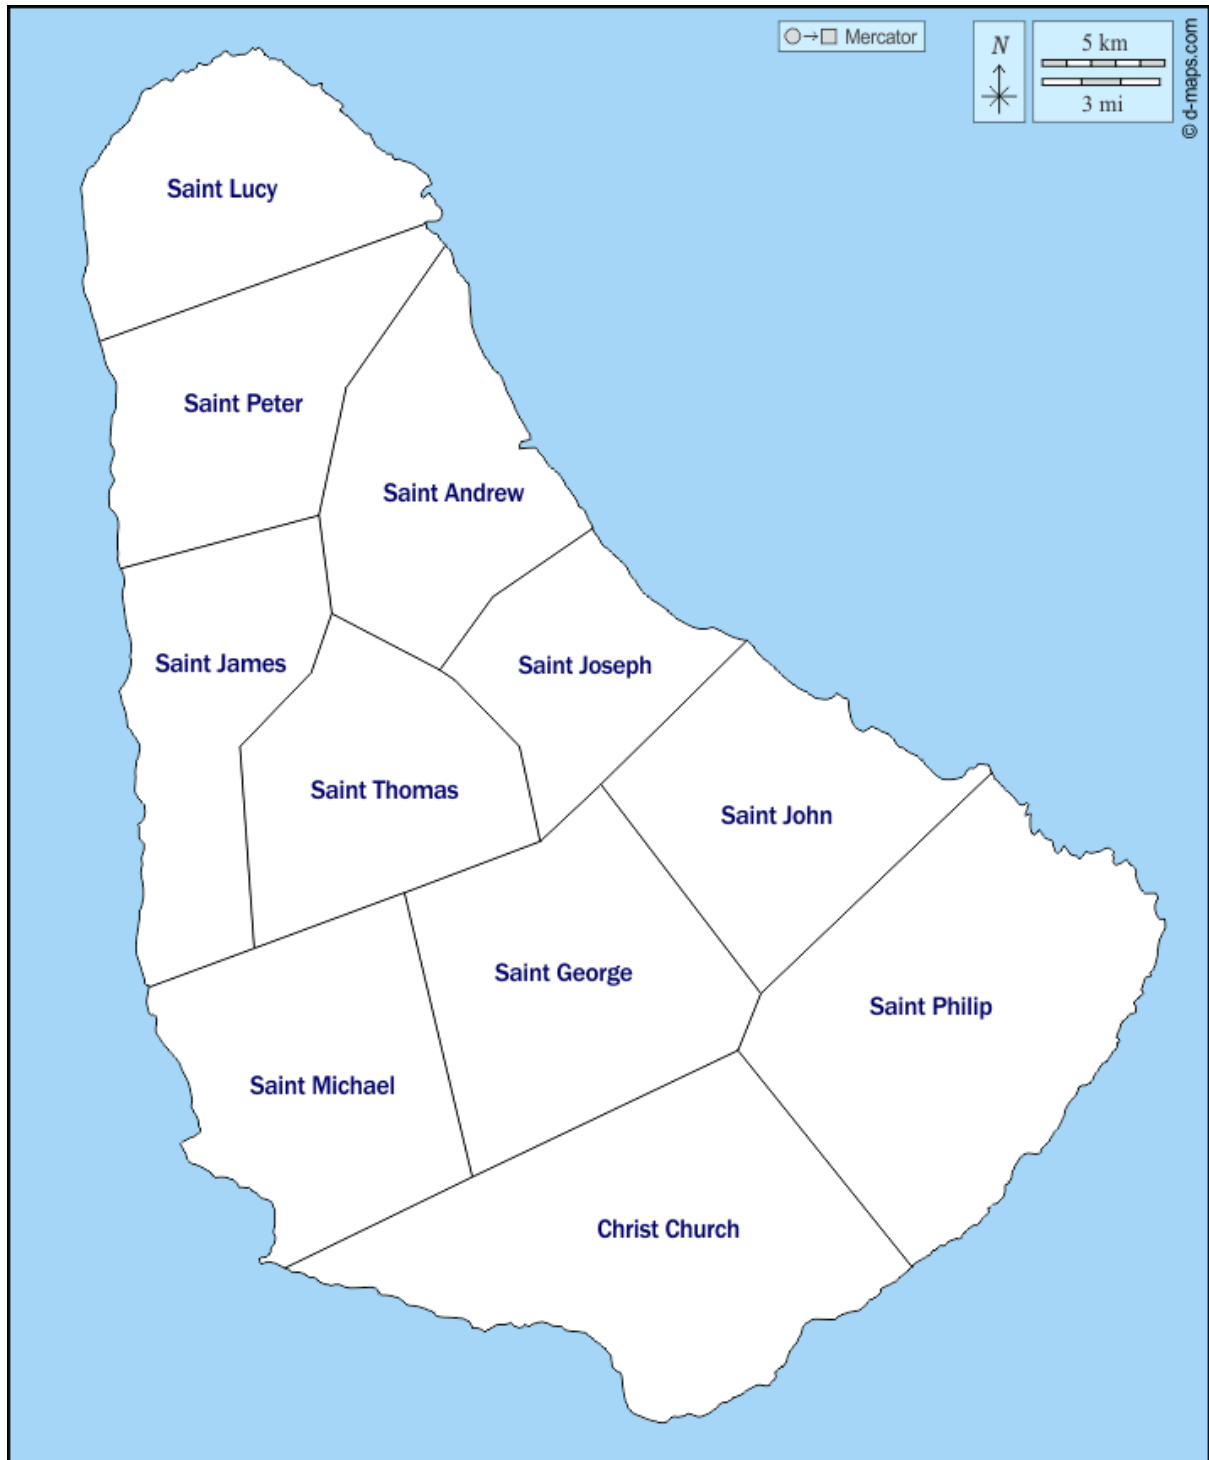 Mercator
N
5 km
3 mi
© d-maps.com
Saint Lucy
Saint Peter
Saint Andrew
Saint James
Saint Joseph
Saint Thomas
Saint John
Saint George
Saint Philip
Saint Michael
Christ Church